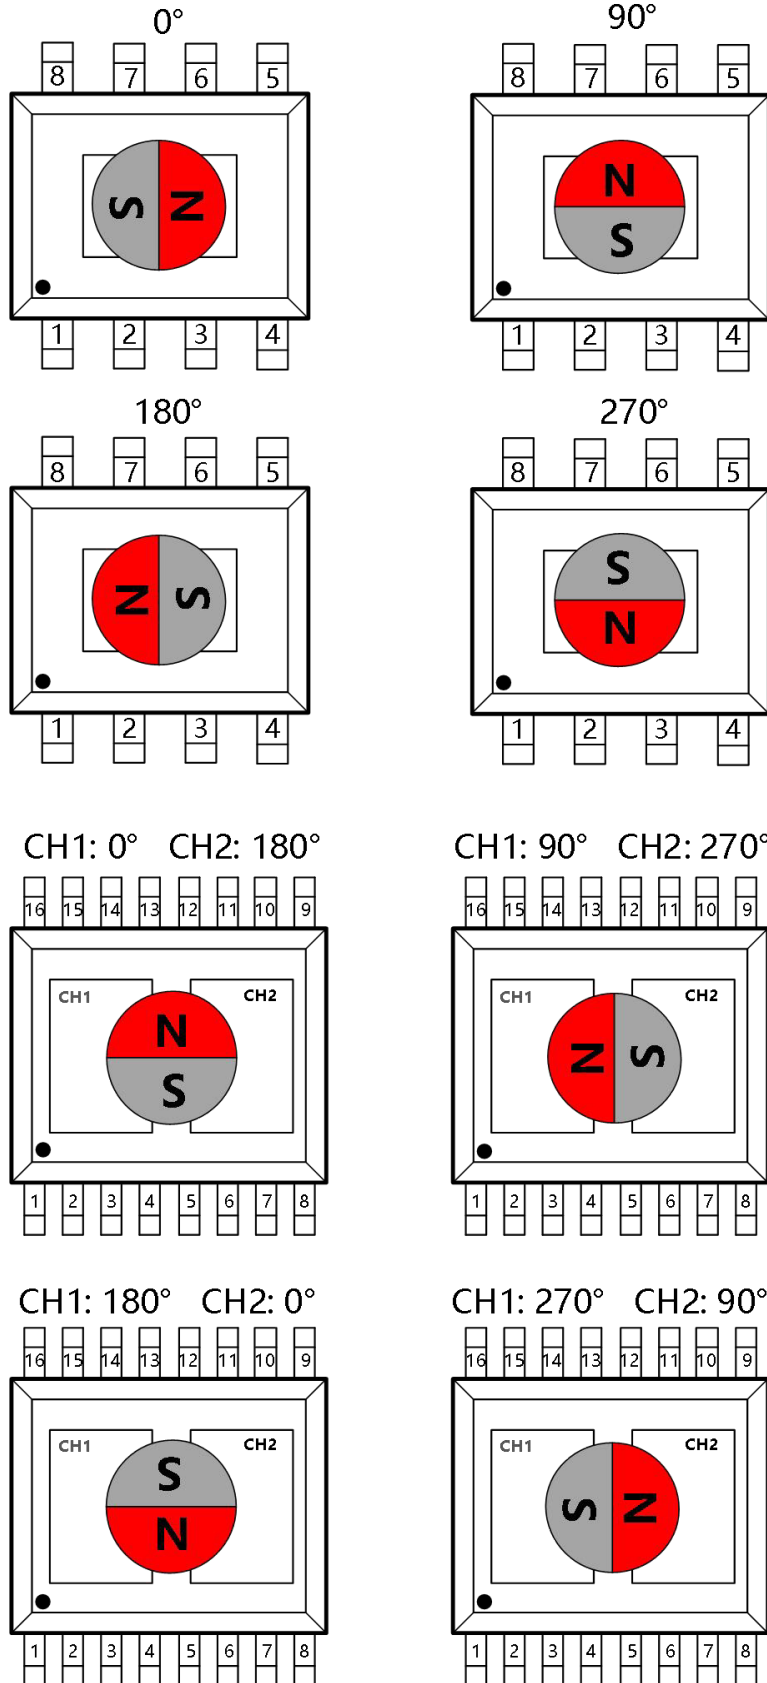 0° 90°
8 7 6 5 8 7 6 5
S N N
S
1 2 3 4 1 2 3 4
180° 270°
8 7 6 5 8 7 6 5
N S S
N
1 2 3 4 1 2 3 4
CH1: 0° CH2: 180° CH1: 90° CH2: 270°
16 15 14 13 12 11 10 9 16 15 14 13 12 11 10 9
CH1 CH2 CH1 CH2
N N S
S
1 2 3 4 5 6 7 8 1 2 3 4 5 6 7 8
CH1: 180° CH2: 0° CH1: 270° CH2: 90°
16 15 14 13 12 11 10 9 16 15 14 13 12 11 10 9
CH1 CH2 CH1 CH2
S S N
N
1 2 3 4 5 6 7 8 1 2 3 4 5 6 7 8